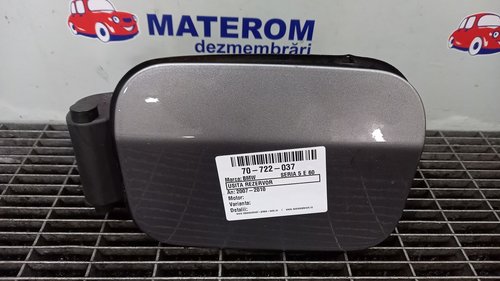 MATEROM
dezmembrări
70-722-037
Marca: BMW SERIA 5 E 60
USITA REZERVOR
An: 2007-2010
Motor:
Varianta:
Detalii: